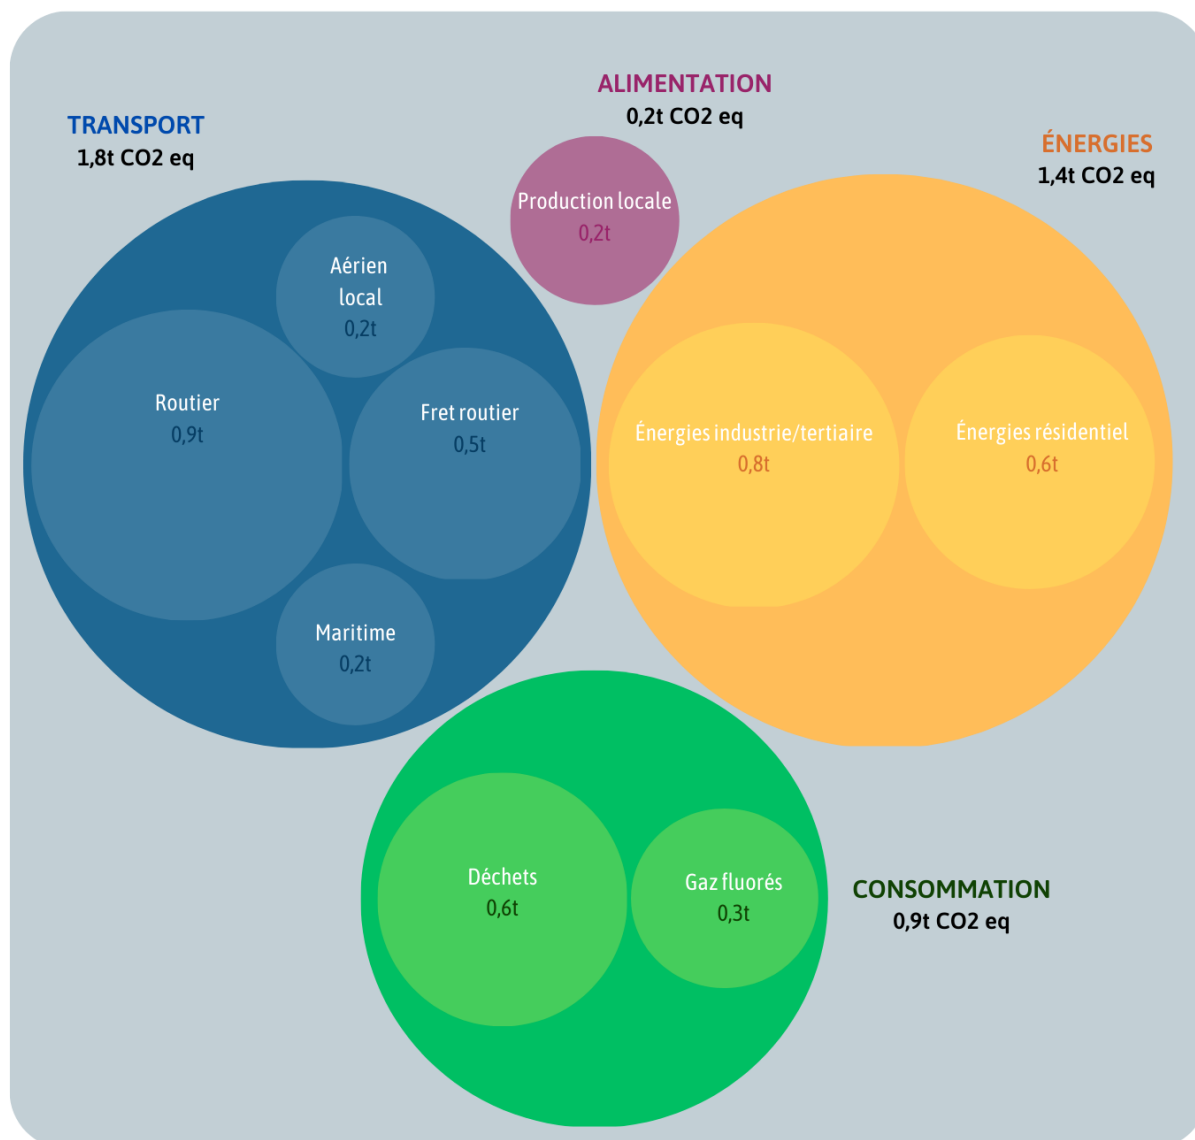 TRANSPORT
1,8t CO2 eq
Aérien
local
0,2t
Routier
0,9t
Fret routier
0,5t
Maritime
0,2t
ALIMENTATION
0,2t CO2 eq
Production locale
0,2t
ÉNERGIES
1,4t CO2 eq
Énergies industrie/tertiaire
0,8t
Énergies résidentiel
0,6t
Déchets
0,6t
Gaz fluorés
0,3t
CONSOMMATION
0,9t CO2 eq